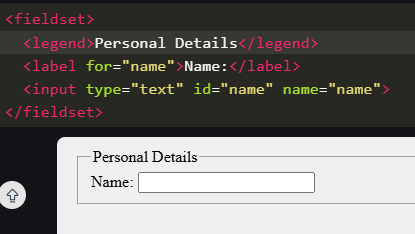 <fieldset>
  <legend>Personal Details</legend>
  <label for="name">Name:</label>
  <input type="text" id="name" name="name">
</fieldset>
Personal Details
Name: